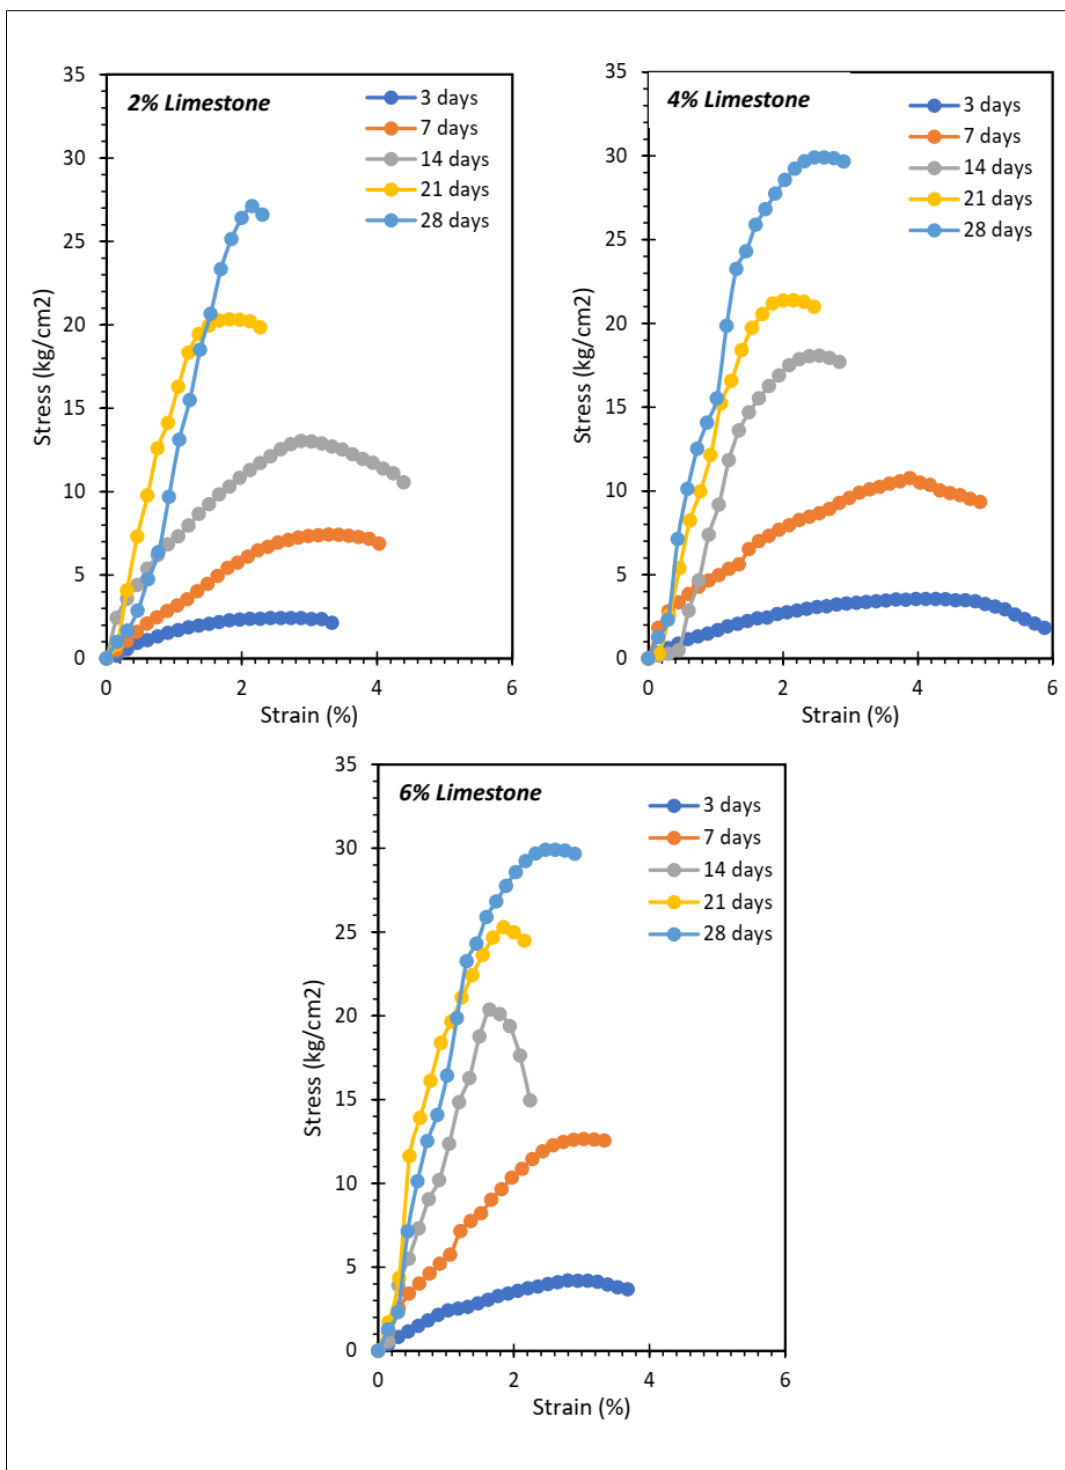 2% Limestone
3 days
7 days
14 days
21 days
28 days
35
30
25
20
15
10
5
0
Stress (kg/cm2)
0 2 4 6
Strain (%)
4% Limestone
3 days
7 days
14 days
21 days
28 days
35
30
25
20
15
10
5
0
Stress (kg/cm2)
0 2 4 6
Strain (%)
6% Limestone
3 days
7 days
14 days
21 days
28 days
35
30
25
20
15
10
5
0
Stress (kg/cm2)
0 2 4 6
Strain (%)